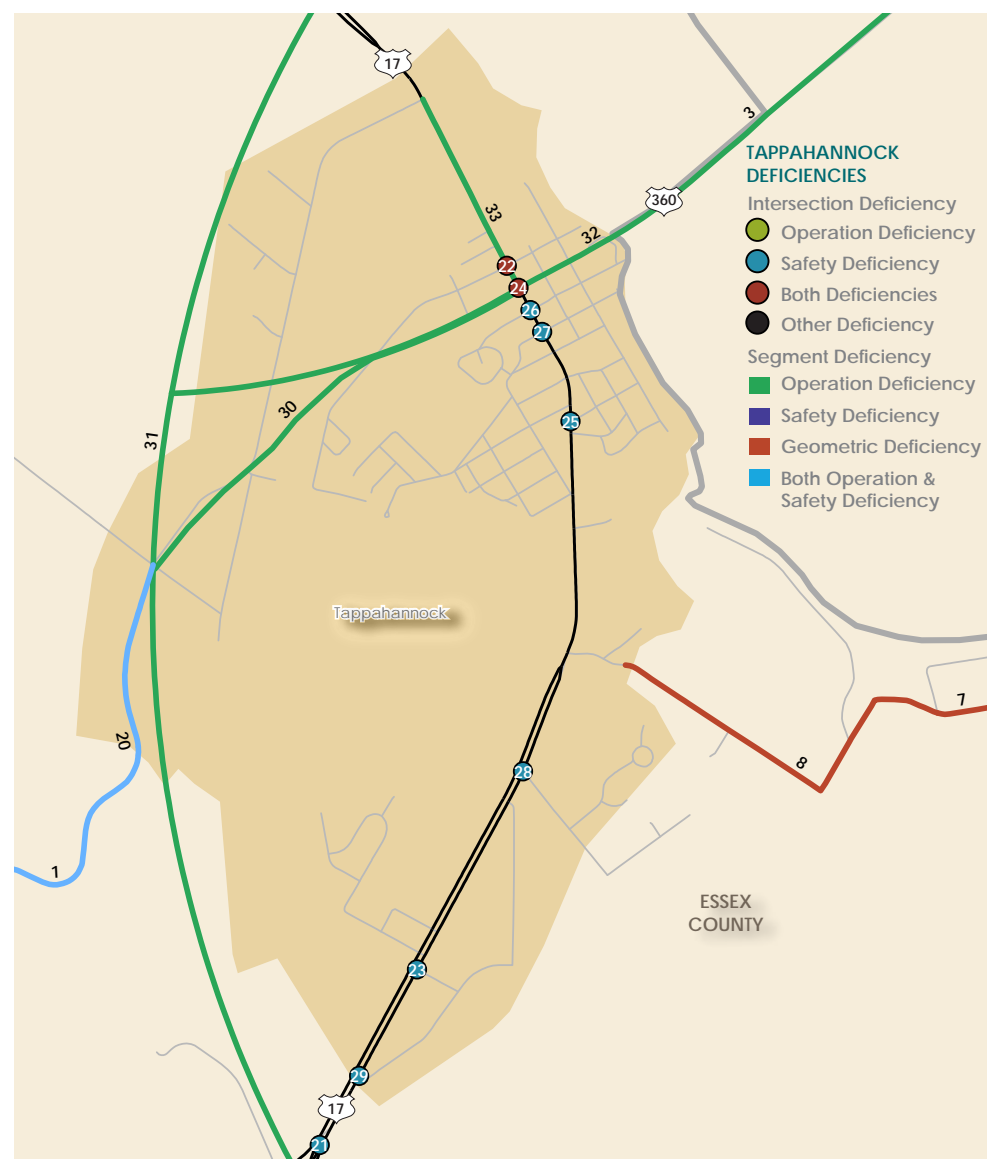 17
3
TAPPAHANNOCK
DEFICIENCIES
Intersection Deficiency
Operation Deficiency
Safety Deficiency
Both Deficiencies
Other Deficiency
Segment Deficiency
Operation Deficiency
Safety Deficiency
Geometric Deficiency
Both Operation &
Safety Deficiency
360
33
32
22
24
26
27
30
25
31
Tappahannock
7
20
8
28
1
ESSEX
COUNTY
23
29
17
21